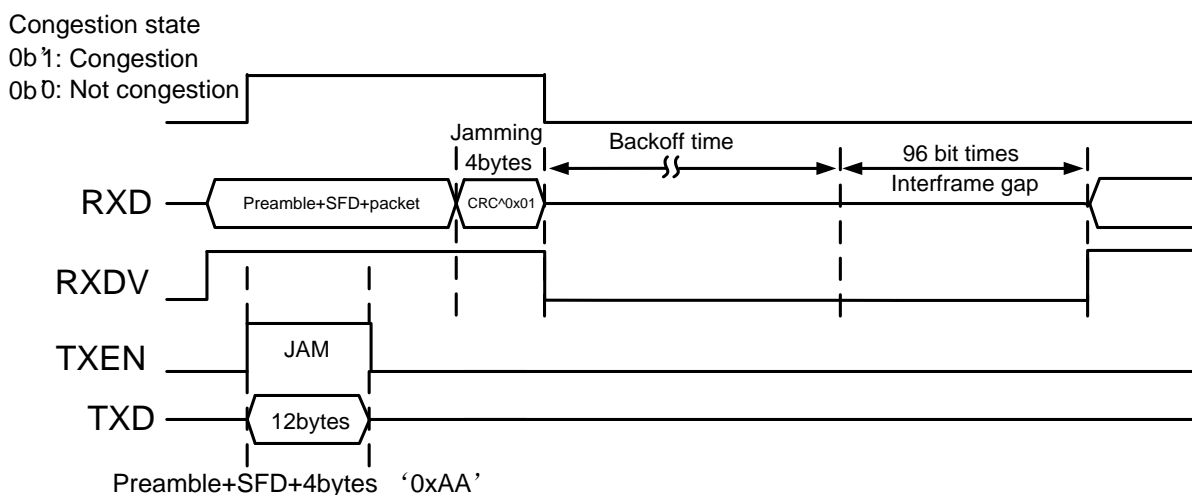 Congestion state
0b'1: Congestion
0b'0: Not congestion
Jamming
4bytes
Backoff time
96 bit times
Interframe gap
RXD
Preamble+SFD+packet
CRC^0x01
RXDV
TXEN
JAM
TXD
12bytes
Preamble+SFD+4bytes ‘0xAA’